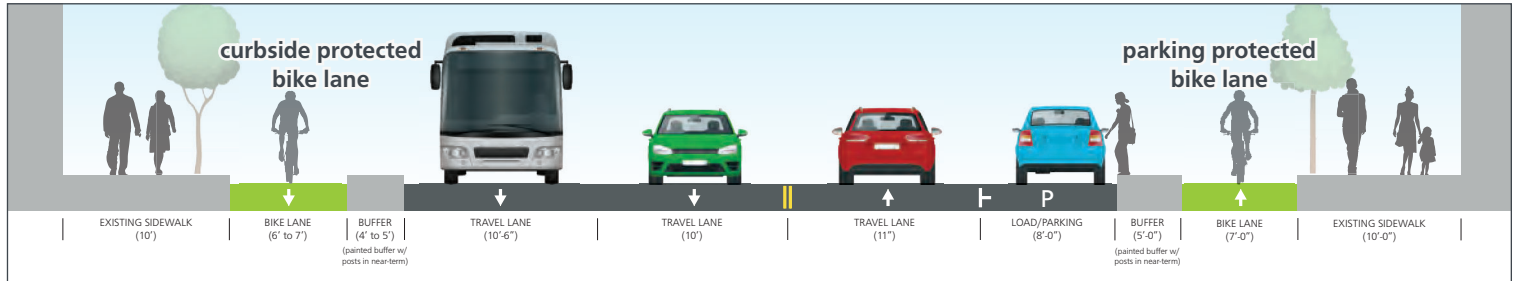 curbside protected
bike lane
parking protected
bike lane
P
EXISTING SIDEWALK
(10’)
BIKE LANE
(6’ to 7’)
BUFFER
(4’ to 5’)
(painted buffer w/
posts in near-term)
TRAVEL LANE
(10’-6”)
TRAVEL LANE
(10’)
TRAVEL LANE
(11”)
LOAD/PARKING
(8’-0”)
BUFFER
(5’-0”)
(painted buffer w/
posts in near-term)
BIKE LANE
(7’-0”)
EXISTING SIDEWALK
(10’-0”)